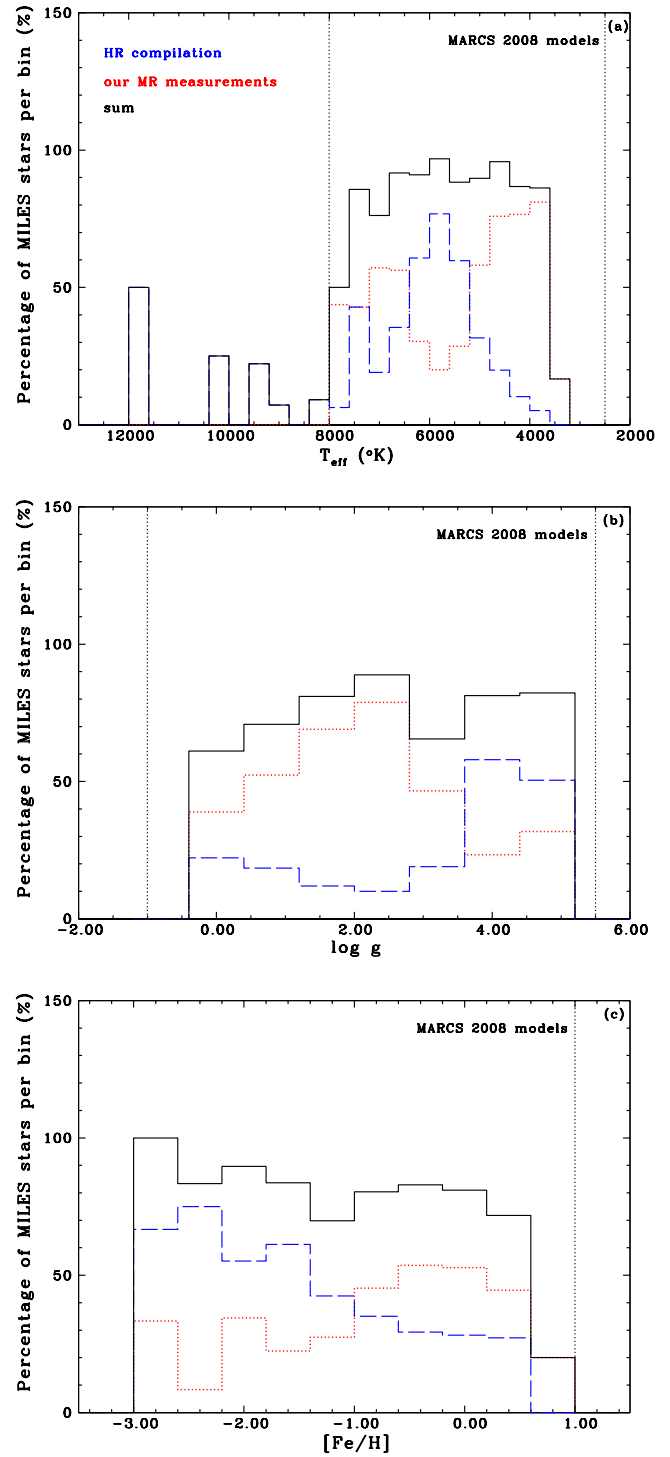 150
(a)
HR compilation
MARCS 2008 models
our MR measurements
sum
100
Percentage of MILES stars per bin (%)
50
0
12000 10000 8000 6000 4000 2000
Teff (°K)
150
(b)
MARCS 2008 models
100
Percentage of MILES stars per bin (%)
50
0
-2.00 0.00 2.00 4.00 6.00
log g
150
(c)
MARCS 2008 models
100
Percentage of MILES stars per bin (%)
50
0
-3.00 -2.00 -1.00 0.00 1.00
[Fe/H]